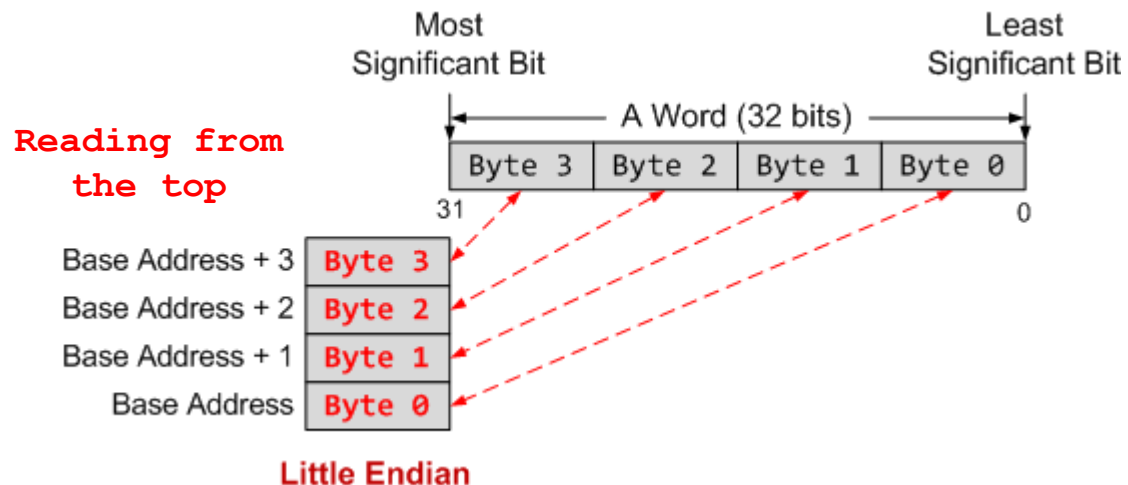 Most
Significant Bit
Least
Significant Bit
A Word (32 bits)
Reading from
the top
Byte 3 Byte 2 Byte 1 Byte 0
31 0
Base Address + 3 Byte 3
Base Address + 2 Byte 2
Base Address + 1 Byte 1
Base Address Byte 0
Little Endian